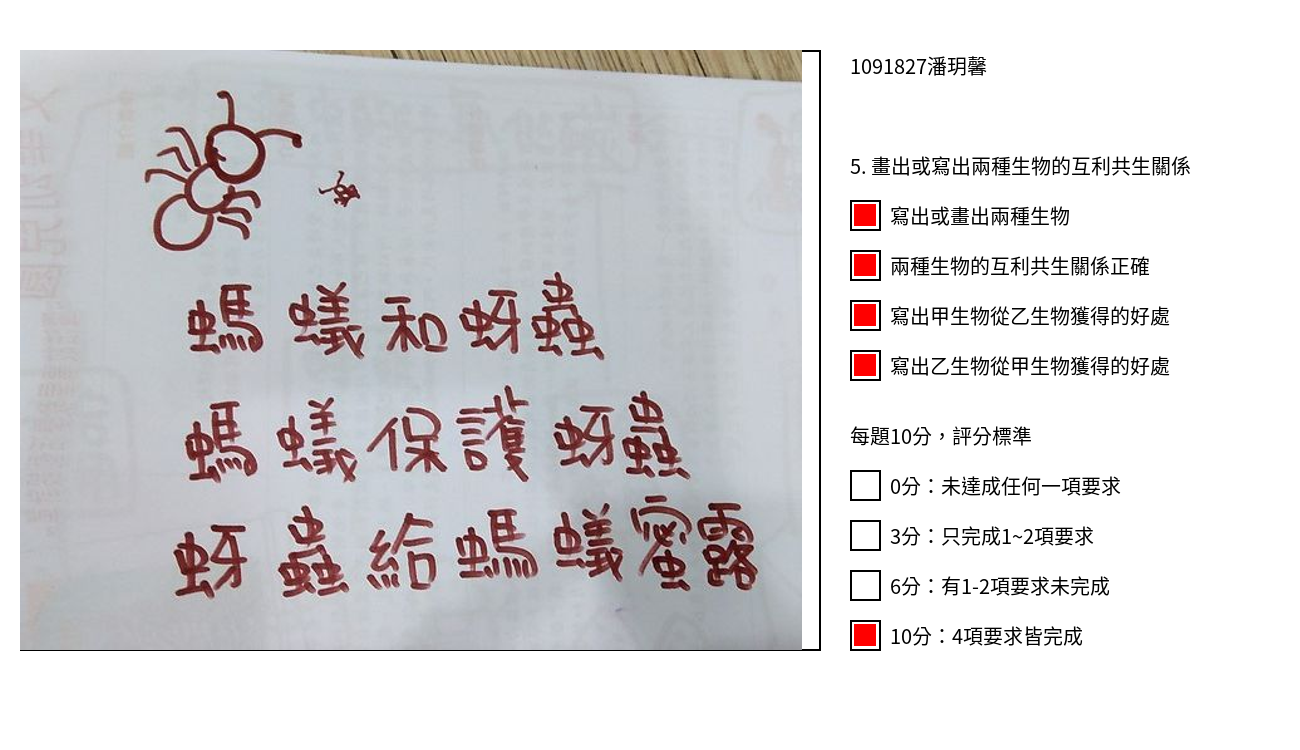 螞蟻和蚜蟲
螞蟻保護蚜蟲
蚜蟲給螞蟻蜜露
1091827潘玥馨
5. 畫出或寫出兩種生物的互利共生關係
寫出或畫出兩種生物
兩種生物的互利共生關係正確
寫出甲生物從乙生物獲得的好處
寫出乙生物從甲生物獲得的好處
每題10分，評分標準
0分：未達成任何一項要求
3分：只完成1~2項要求
6分：有1-2項要求未完成
10分：4項要求皆完成